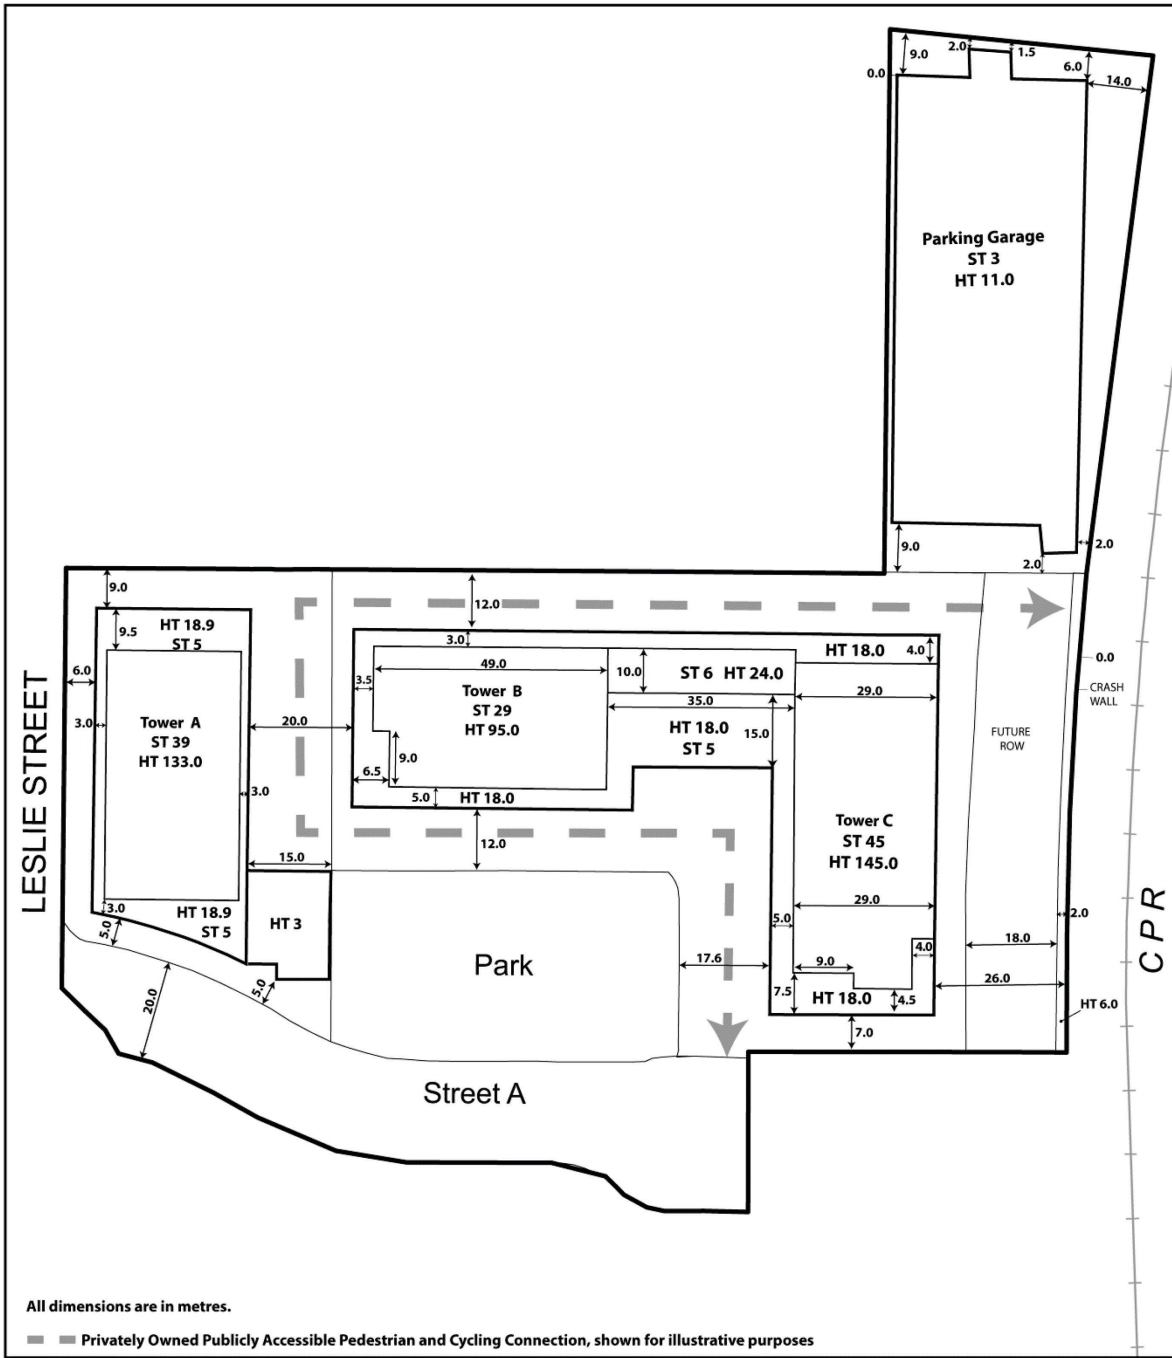 2.0
1.5
9.0
6.0
0.0
14.0
Parking Garage
ST 3
HT 11.0
9.0
2.0
2.0
9.0
12.0
9.5
HT 18.9
ST 5
3.0
HT 18.0
4.0
0.0
6.0
49.0
10.0
ST 6 HT 24.0
3.5
CRASH
WALL
Tower B
ST 29
HT 95.0
35.0
29.0
3.0
Tower A
ST 39
HT 133.0
20.0
HT 18.0
ST 5
15.0
FUTURE
ROW
LESLIE STREET
9.0
6.5
3.0
5.0
HT 18.0
Tower C
ST 45
HT 145.0
12.0
15.0
29.0
3.0
HT 18.9
ST 5
HT 3
5.0
5.0
2.0
4.0
18.0
CPR
Park
17.6
9.0
26.0
5.0
20.0
7.5
HT 18.0
4.5
HT 6.0
7.0
Street A
All dimensions are in metres.
Privately Owned Publicly Accessible Pedestrian and Cycling Connection, shown for illustrative purposes